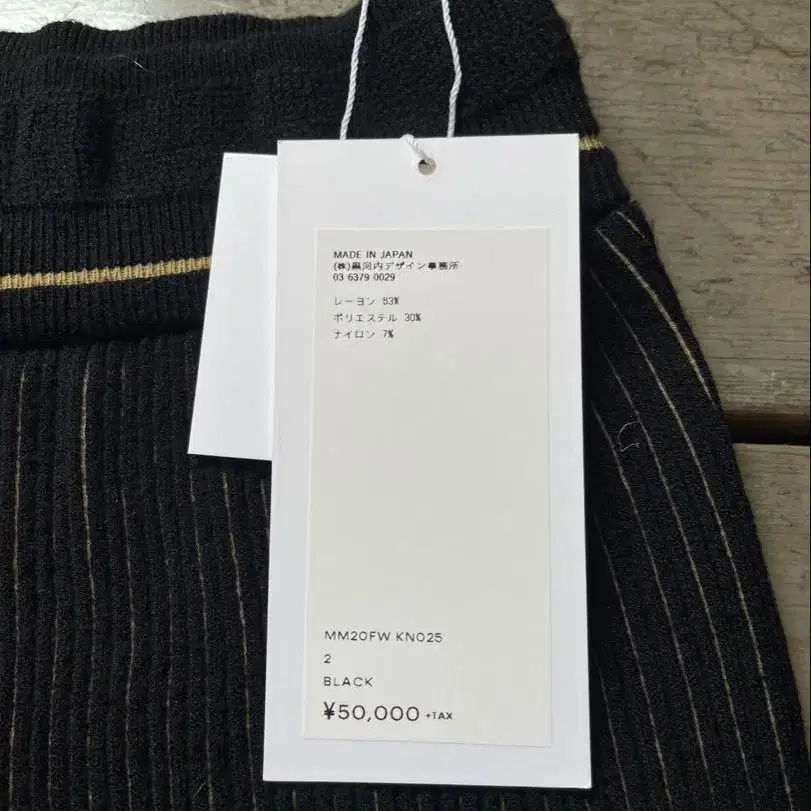 MADE IN JAPAN
(株)黒河内デザイン事務所
03 6379 0029
レーヨン 63%
ポリエステル 30%
ナイロン 7%
MM20FW KN025
2
BLACK
¥50,000 +TAX